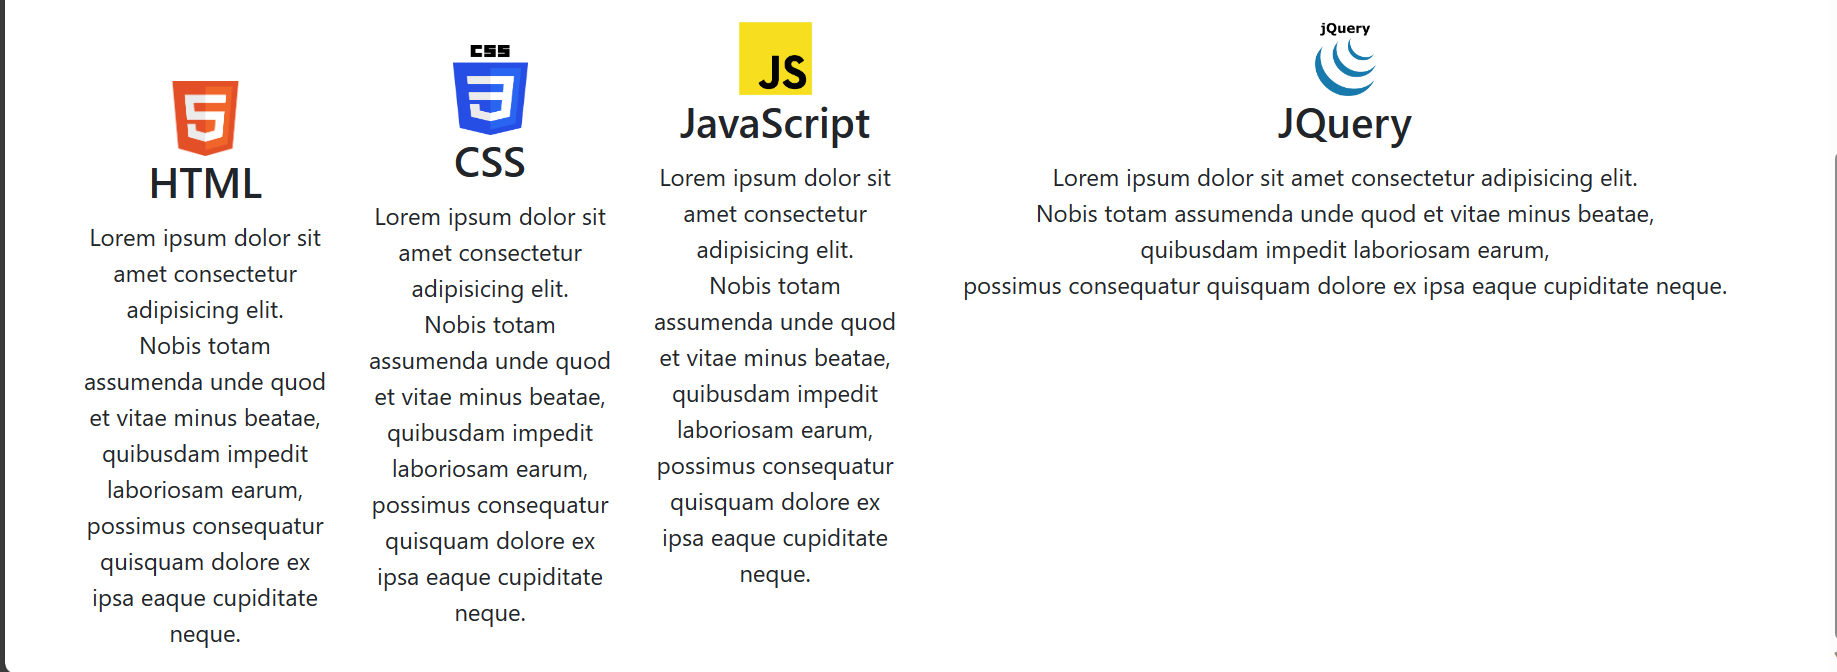 HTML
Lorem ipsum dolor sit
amet consectetur
adipisicing elit.
Nobis totam
assumenda unde quod
et vitae minus beatae,
quibusdam impedit
laboriosam earum,
possimus consequatur
quisquam dolore ex
ipsa eaque cupiditate
neque.
CSS
CSS
Lorem ipsum dolor sit
amet consectetur
adipisicing elit.
Nobis totam
assumenda unde quod
et vitae minus beatae,
quibusdam impedit
laboriosam earum,
possimus consequatur
quisquam dolore ex
ipsa eaque cupiditate
neque.
JS
JavaScript
Lorem ipsum dolor sit
amet consectetur
adipisicing elit.
Nobis totam
assumenda unde quod
et vitae minus beatae,
quibusdam impedit
laboriosam earum,
possimus consequatur
quisquam dolore ex
ipsa eaque cupiditate
neque.
jQuery
JQuery
Lorem ipsum dolor sit amet consectetur adipisicing elit.
Nobis totam assumenda unde quod et vitae minus beatae,
quibusdam impedit laboriosam earum,
possimus consequatur quisquam dolore ex ipsa eaque cupiditate neque.